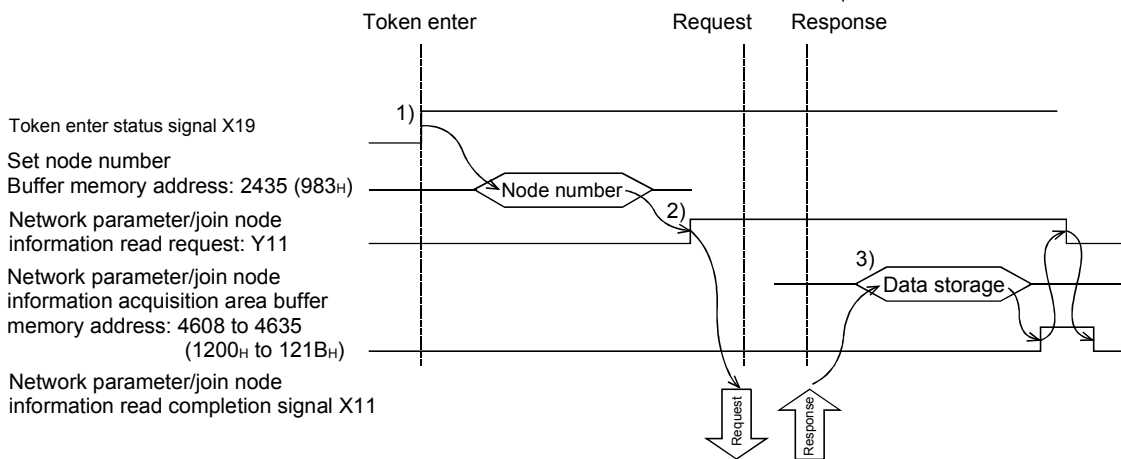 Token enter
Request
Response
1)
Token enter status signal X19
Set node number
Buffer memory address: 2435 (983H)
Node number
2)
Network parameter/join node
information read request: Y11
3)
Network parameter/join node
information acquisition area buffer
memory address: 4608 to 4635
(1200H to 121BH)
Data storage
Network parameter/join node
information read completion signal X11
Request
Response